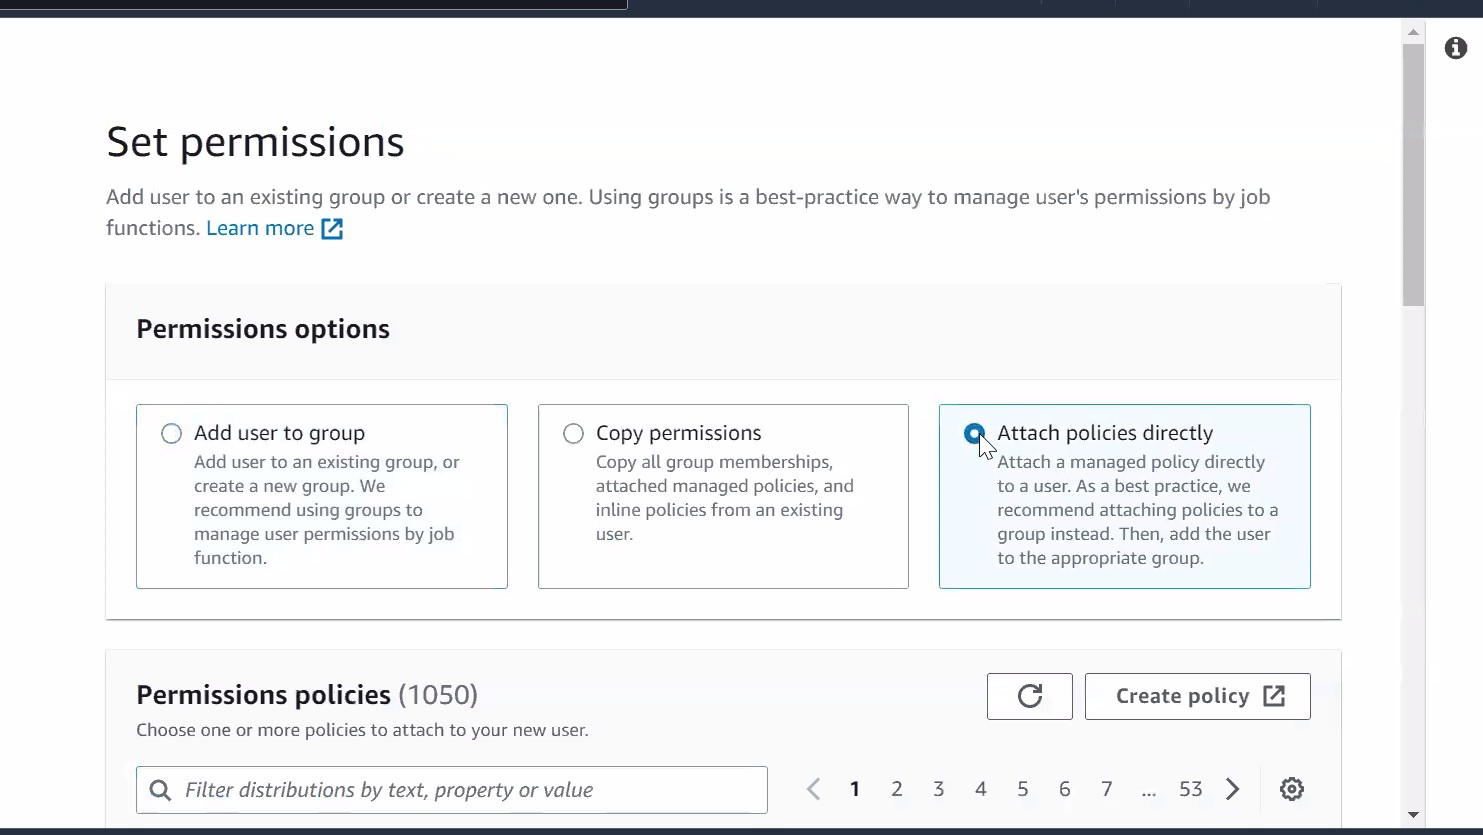 Set permissions
Add user to an existing group or create a new one. Using groups is a best-practice way to manage user's permissions by job
functions. Learn more
Permissions options
Add user to group
Add user to an existing group, or
create a new group. We
recommend using groups to
manage user permissions by job
function.
Copy permissions
Copy all group memberships,
attached managed policies, and
inline policies from an existing
user.
Attach policies directly
Attach a managed policy directly
to a user. As a best practice, we
recommend attaching policies to a
group instead. Then, add the user
to the appropriate group.
Permissions policies (1050)
Choose one or more policies to attach to your new user.
Create policy
Filter distributions by text, property or value
1 2 3 4 5 6 7 ... 53